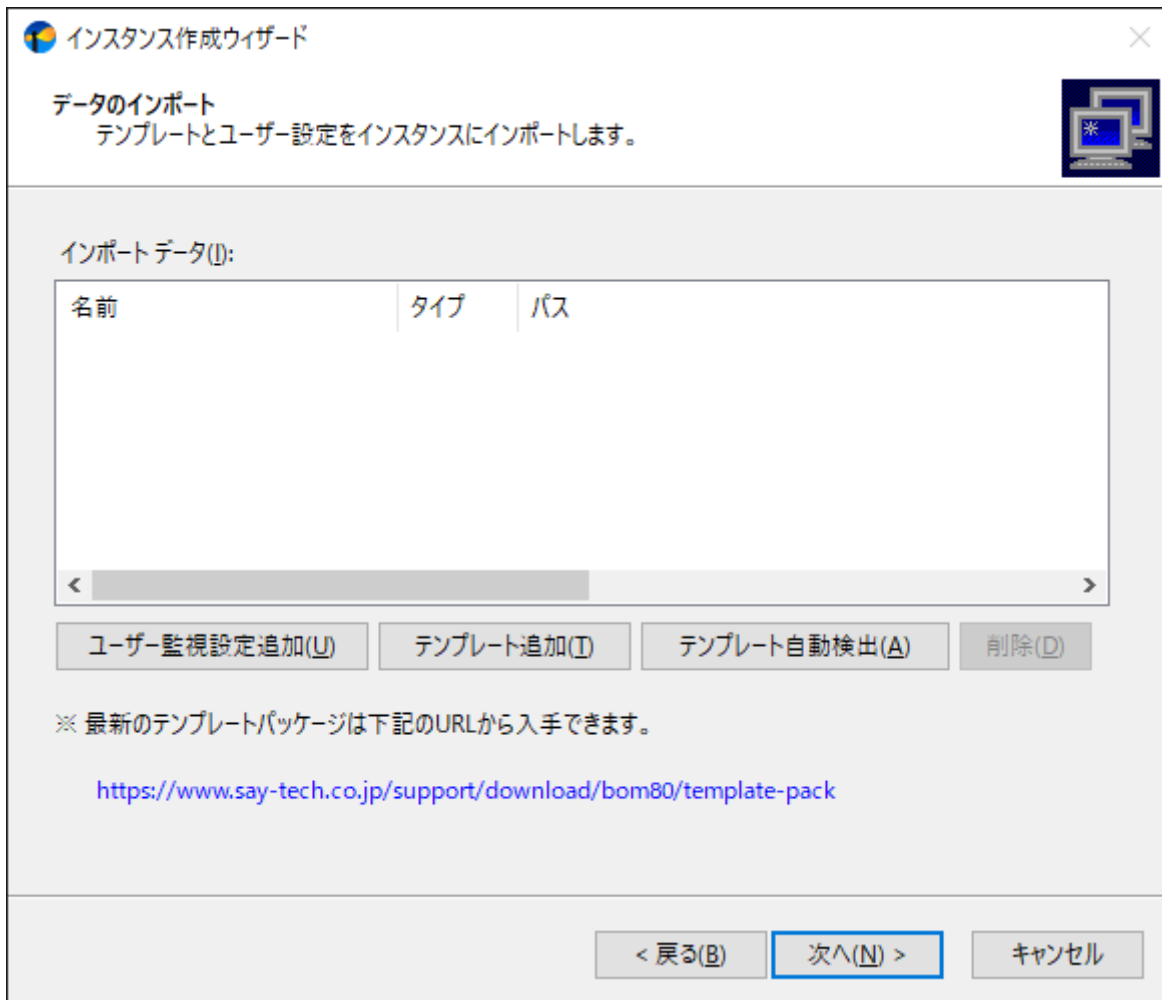 インスタンス作成ウィザード
データのインポート
テンプレートとユーザー設定をインスタンスにインポートします。
インポート データ(I):
名前 タイプ パス
ユーザー監視設定追加(U) テンプレート追加(T) テンプレート自動検出(A) 削除(D)
※ 最新のテンプレートパッケージは下記のURLから入手できます。
https://www.say-tech.co.jp/support/download/bom80/template-pack
< 戻る(B) 次へ(N) > キャンセル